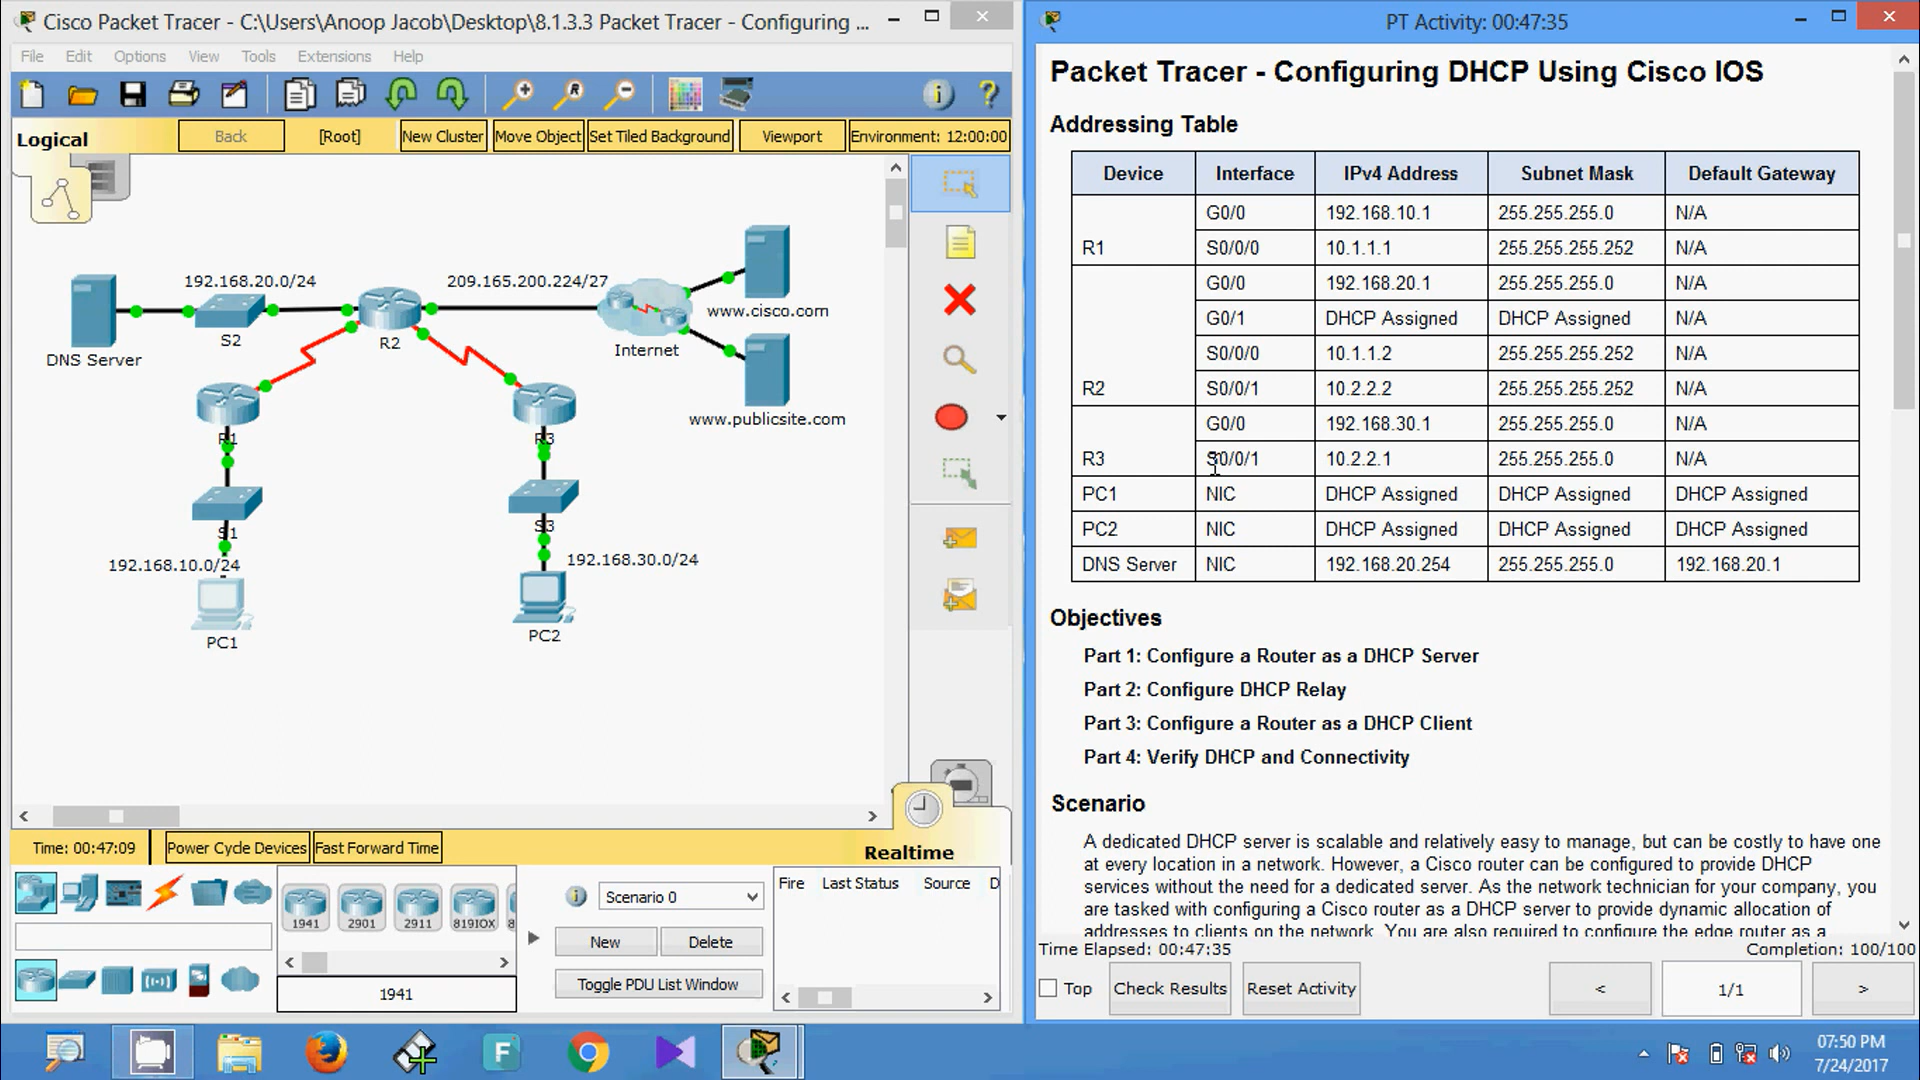 Cisco Packet Tracer - C:\Users\Anoop Jacob\Desktop\8.1.3.3 Packet Tracer - Configuring ...
File Edit Options View Tools Extensions Help
Logical Back [Root] New Cluster Move Object Set Tiled Background Viewport Environment: 12:00:00
192.168.20.0/24
209.165.200.224/27
DNS Server
S2
R2
Internet
www.cisco.com
www.publicsite.com
R1
R3
S1
S3
192.168.10.0/24
192.168.30.0/24
PC1
PC2
Time: 00:47:09 Power Cycle Devices Fast Forward Time
Realtime
1941 2901 2911 819IOX
1941
Scenario 0
New Delete
Toggle PDU List Window
Fire Last Status Source D
PT Activity: 00:47:35
Packet Tracer - Configuring DHCP Using Cisco IOS
Addressing Table
Device Interface IPv4 Address Subnet Mask Default Gateway
R1 G0/0 192.168.10.1 255.255.255.0 N/A
S0/0/0 10.1.1.1 255.255.255.252 N/A
R2 G0/0 192.168.20.1 255.255.255.0 N/A
G0/1 DHCP Assigned DHCP Assigned N/A
S0/0/0 10.1.1.2 255.255.255.252 N/A
S0/0/1 10.2.2.2 255.255.255.252 N/A
R3 G0/0 192.168.30.1 255.255.255.0 N/A
S0/0/1 10.2.2.1 255.255.255.0 N/A
PC1 NIC DHCP Assigned DHCP Assigned DHCP Assigned
PC2 NIC DHCP Assigned DHCP Assigned DHCP Assigned
DNS Server NIC 192.168.20.254 255.255.255.0 192.168.20.1
Objectives
Part 1: Configure a Router as a DHCP Server
Part 2: Configure DHCP Relay
Part 3: Configure a Router as a DHCP Client
Part 4: Verify DHCP and Connectivity
Scenario
A dedicated DHCP server is scalable and relatively easy to manage, but can be costly to have one
at every location in a network. However, a Cisco router can be configured to provide DHCP
services without the need for a dedicated server. As the network technician for your company, you
are tasked with configuring a Cisco router as a DHCP server to provide dynamic allocation of
addresses to clients on the network. You are also required to configure the edge router as a
Time Elapsed: 00:47:35 Completion: 100/100
Top Check Results Reset Activity < 1/1 >
07:50 PM
7/24/2017